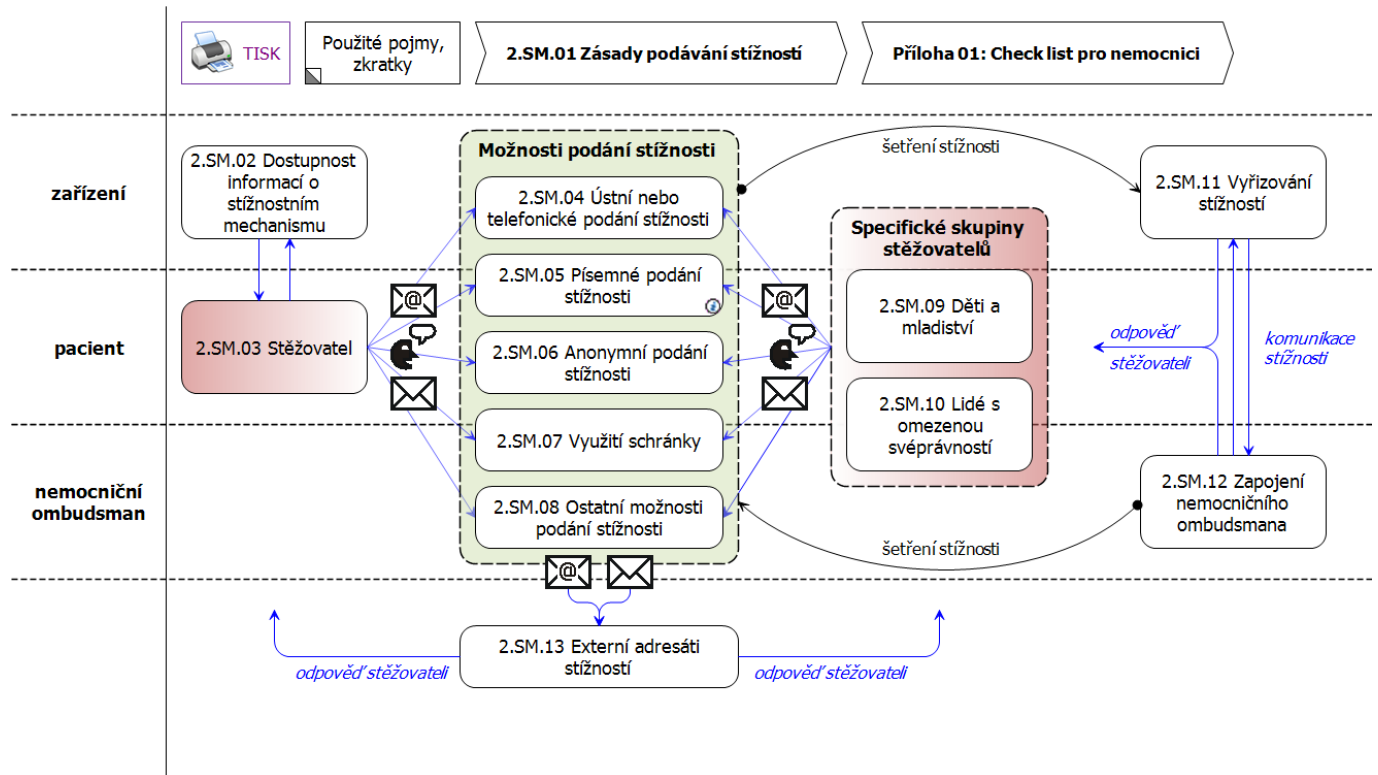 TISK
Použité pojmy,
zkratky
2.SM.01 Zásady podávání stížností
Příloha 01: Check list pro nemocnici
zařízení
2.SM.02 Dostupnost
informací o
stížnostním
mechanismu
Možnosti podání stížnosti
2.SM.04 Ústní nebo
telefonické podání stížnosti
šetření stížnosti
2.SM.11 Vyřizování
stížností
Specifické skupiny
stěžovatelů
2.SM.05 Písemné podání
stížnosti
pacient
2.SM.03 Stěžovatel
@
@
2.SM.06 Anonymní podání
stížnosti
2.SM.09 Děti a
mladiství
odpověď
stěžovateli
komunikace
stížnosti
2.SM.10 Lidé s
omezenou
svéprávností
2.SM.07 Využití schránky
nemocniční
ombudsman
2.SM.08 Ostatní možnosti
podání stížnosti
2.SM.12 Zapojení
nemocničního
ombudsmana
šetření stížnosti
@
2.SM.13 Externí adresáti
stížností
odpověď stěžovateli
odpověď stěžovateli